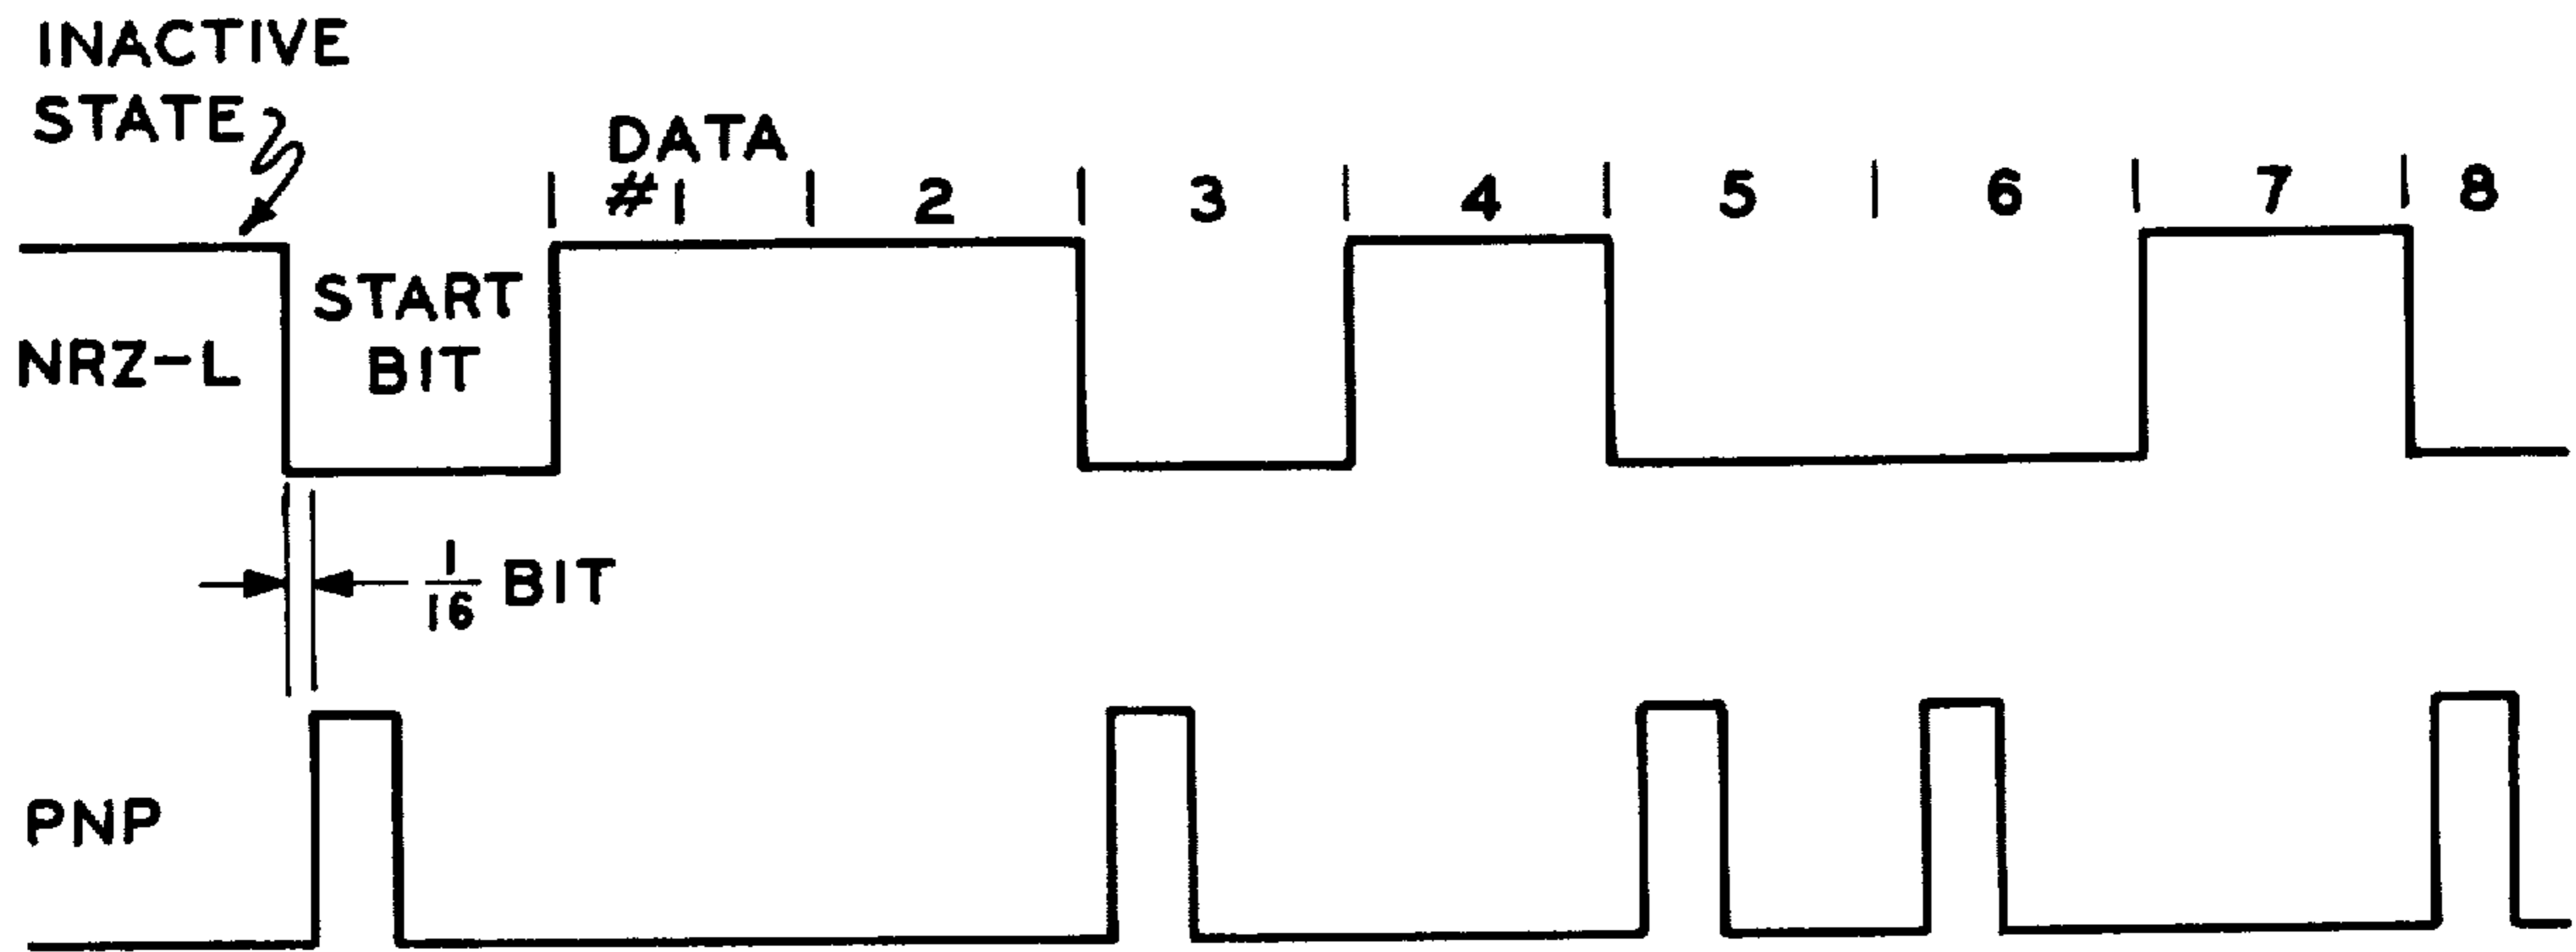 INACTIVE
STATE
DATA
#1 2 3 4 5 6 7 8
START
BIT
NRZ-L
1/16 BIT
PNP